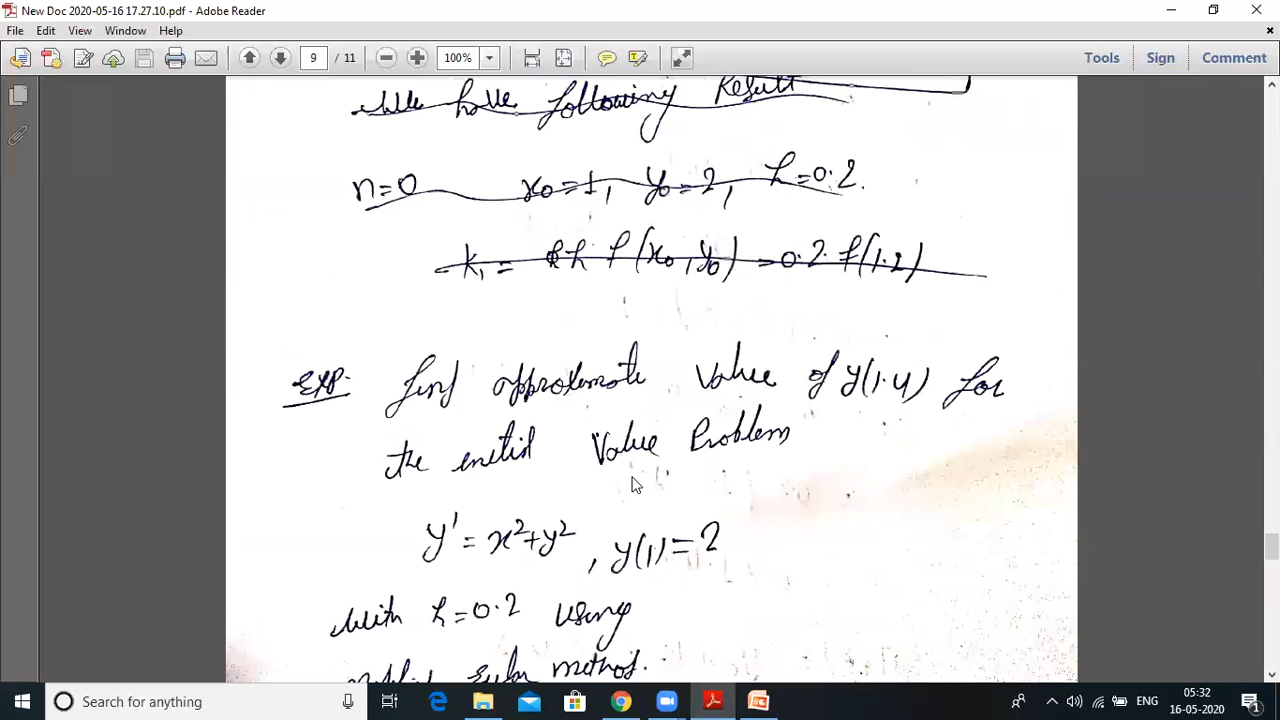 New Doc 2020-05-16 17.27.10.pdf - Adobe Reader
File Edit View Window Help
9 / 11 100% Tools Sign Comment
have following Result
n=0 x0=1, y0=2, h=0.2.
k1 = h f(x0,y0) = 0.2 f(1.2)
EXP: find approximate Value of y(1.4) for
the initial Value Problem
y' = x²+y², y(1)=2
with h=0.2 using
modified Euler method.
Search for anything
ENG
05:32
16-05-2020
1